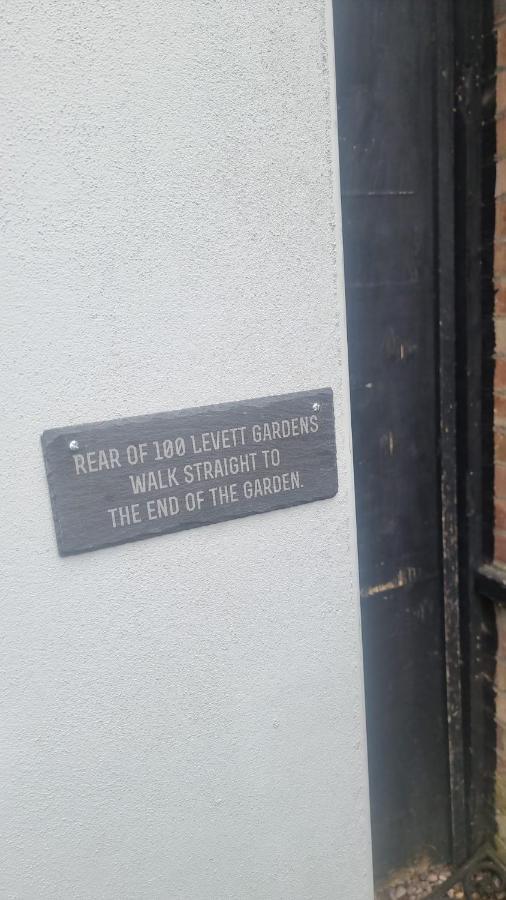 REAR OF 100 LEVETT GARDENS
WALK STRAIGHT TO
THE END OF THE GARDEN.